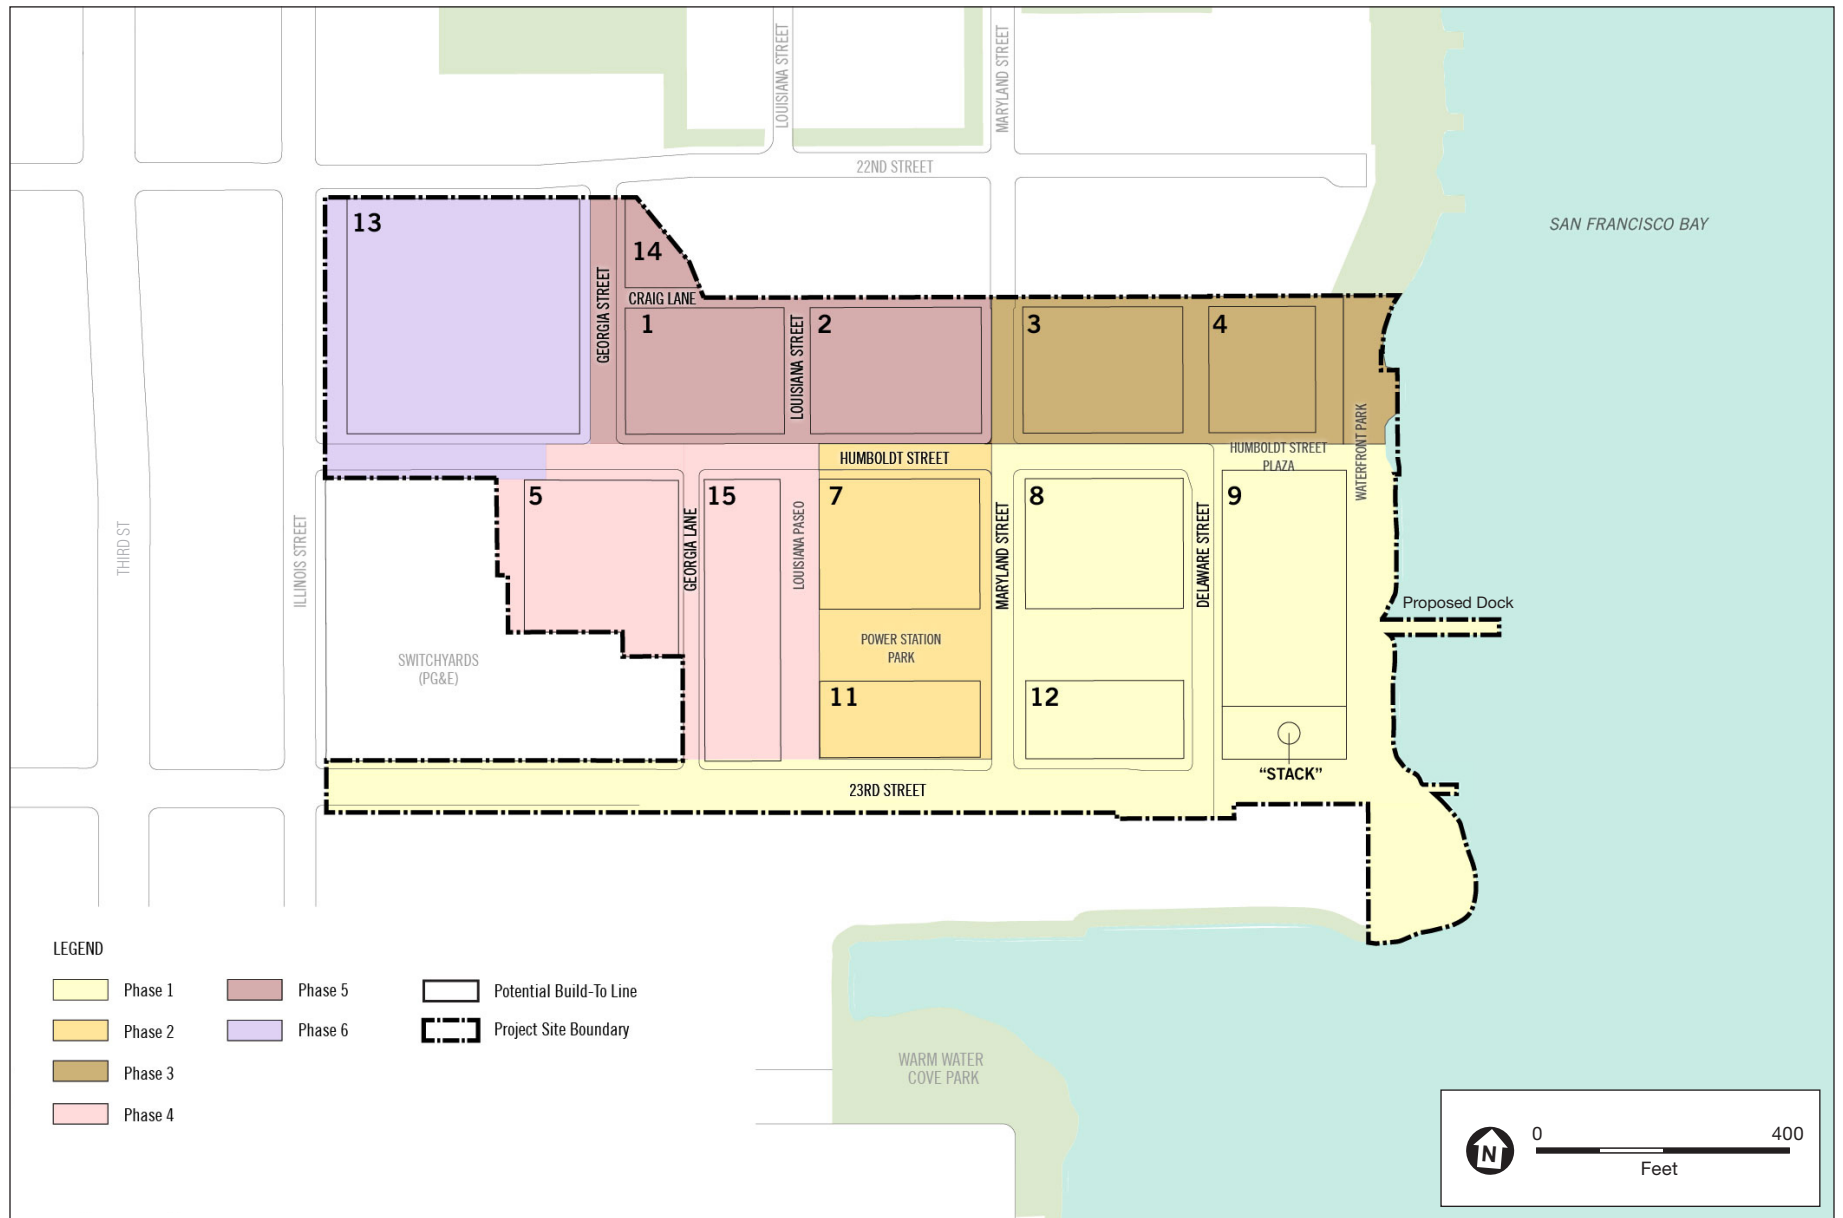 LOUISIANA STREET
MARYLAND STREET
22ND STREET
SAN FRANCISCO BAY
13
14
GEORGIA STREET
CRAIG LANE
1
LOUISIANA STREET
2
3
4
WATERFRONT PARK
HUMBOLDT STREET
HUMBOLDT STREET
PLAZA
THIRD ST
ILLINOIS STREET
5
GEORGIA LANE
15
LOUISIANA PASEO
7
MARYLAND STREET
8
DELAWARE STREET
9
Proposed Dock
POWER STATION
PARK
SWITCHYARDS
(PG&E)
11
12
“STACK”
23RD STREET
LEGEND
Phase 1
Phase 2
Phase 3
Phase 4
Phase 5
Phase 6
Potential Build-To Line
Project Site Boundary
WARM WATER
COVE PARK
N
0
400
Feet